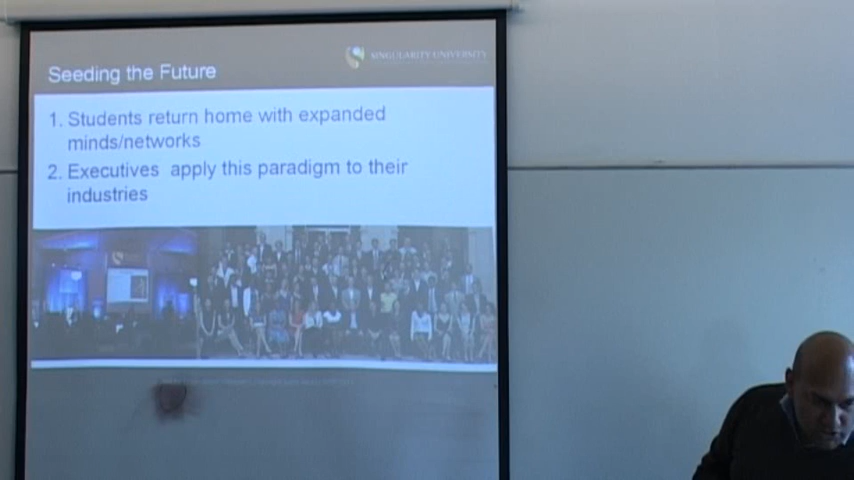 SINGULARITY UNIVERSITY
Seeding the Future
1. Students return home with expanded
minds/networks
2. Executives apply this paradigm to their
industries